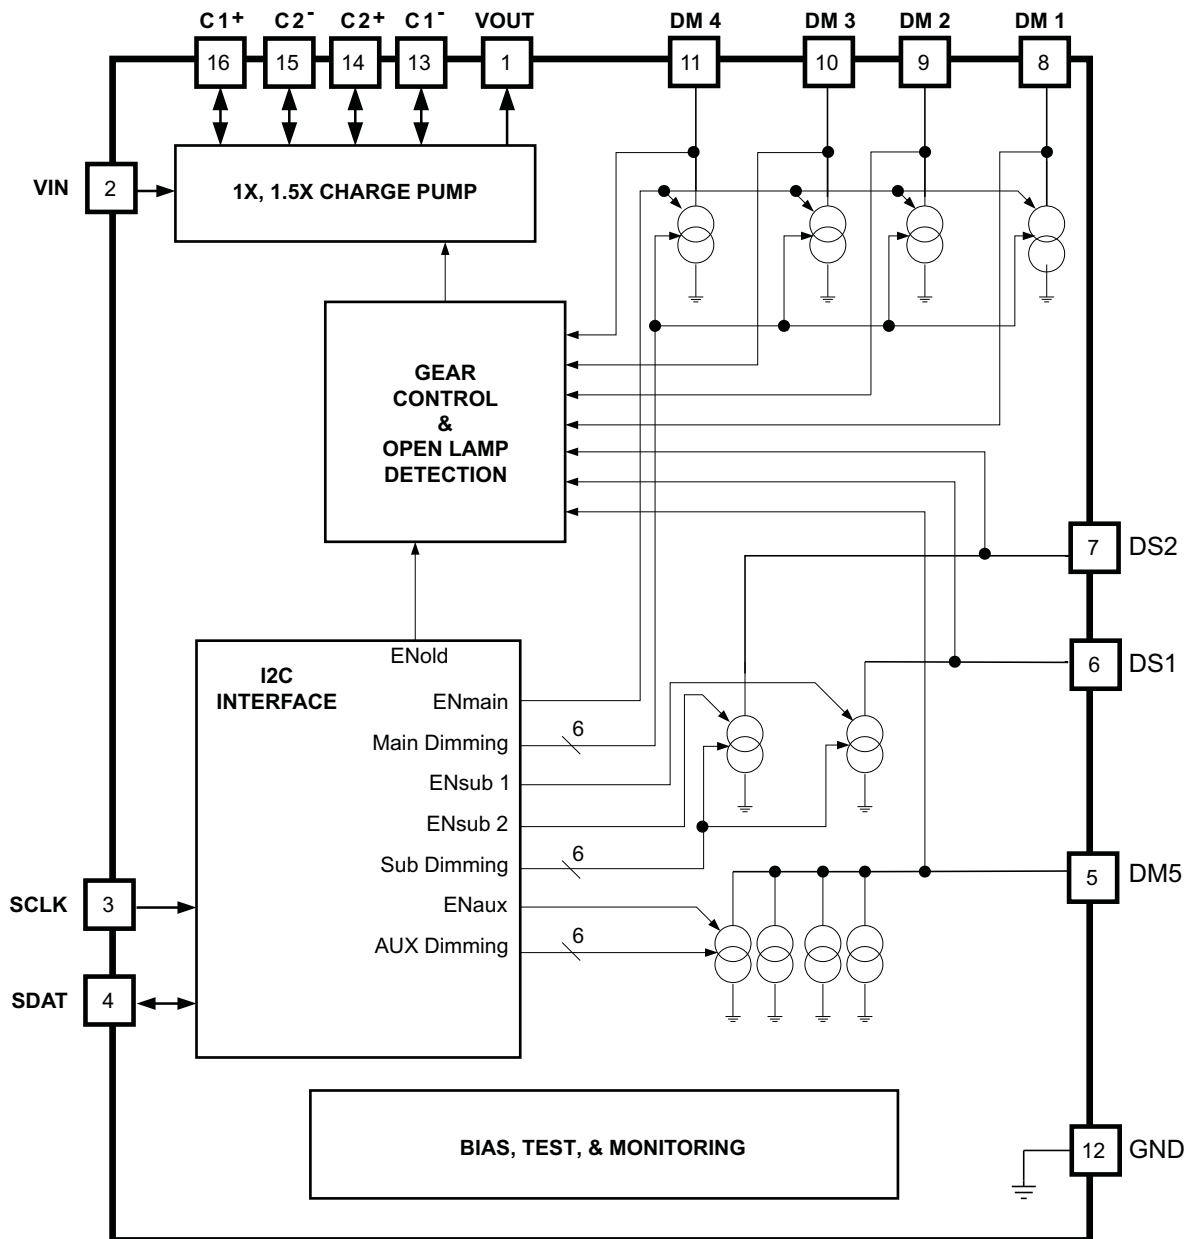 C1+ C2- C2+ C1- VOUT DM 4 DM 3 DM 2 DM 1
16 15 14 13 1 11 10 9 8
VIN 2
1X, 1.5X CHARGE PUMP
GEAR
CONTROL
&
OPEN LAMP
DETECTION
7 DS2
6 DS1
ENold
I2C
INTERFACE
ENmain
Main Dimming 6
ENsub 1
ENsub 2
Sub Dimming 6
5 DM5
SCLK 3
ENaux
AUX Dimming 6
SDAT 4
BIAS, TEST, & MONITORING
12 GND